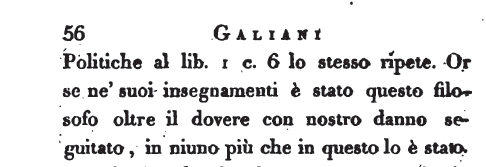 56 GALIANI
Politiche al lib. 1 c. 6 lo stesso ripete. Or
se ne' suoi insegnamenti è stato questo filo-
sofo oltre il dovere con nostro danno se-
guitato, in niuno più che in questo lo è stato.